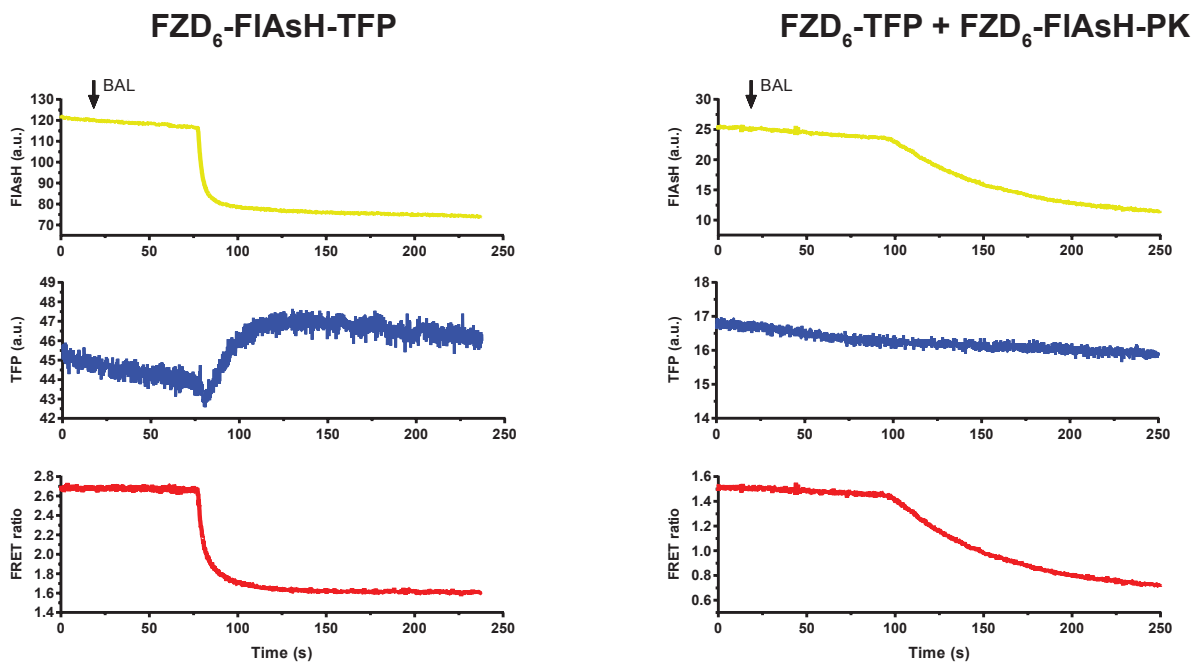 FZD6-FlAsH-TFP
BAL
FlAsH (a.u.)
130
120
110
100
90
80
70
0 50 100 150 200 250
TFP (a.u.)
49
48
47
46
45
44
43
42
0 50 100 150 200 250
FRET ratio
2.8
2.6
2.4
2.2
2.0
1.8
1.6
1.4
0 50 100 150 200 250
Time (s)
FZD6-TFP + FZD6-FlAsH-PK
BAL
FlAsH (a.u.)
30
25
20
15
10
0 50 100 150 200 250
TFP (a.u.)
18
17
16
15
14
0 50 100 150 200 250
FRET ratio
1.6
1.4
1.2
1.0
0.8
0.6
0 50 100 150 200 250
Time (s)